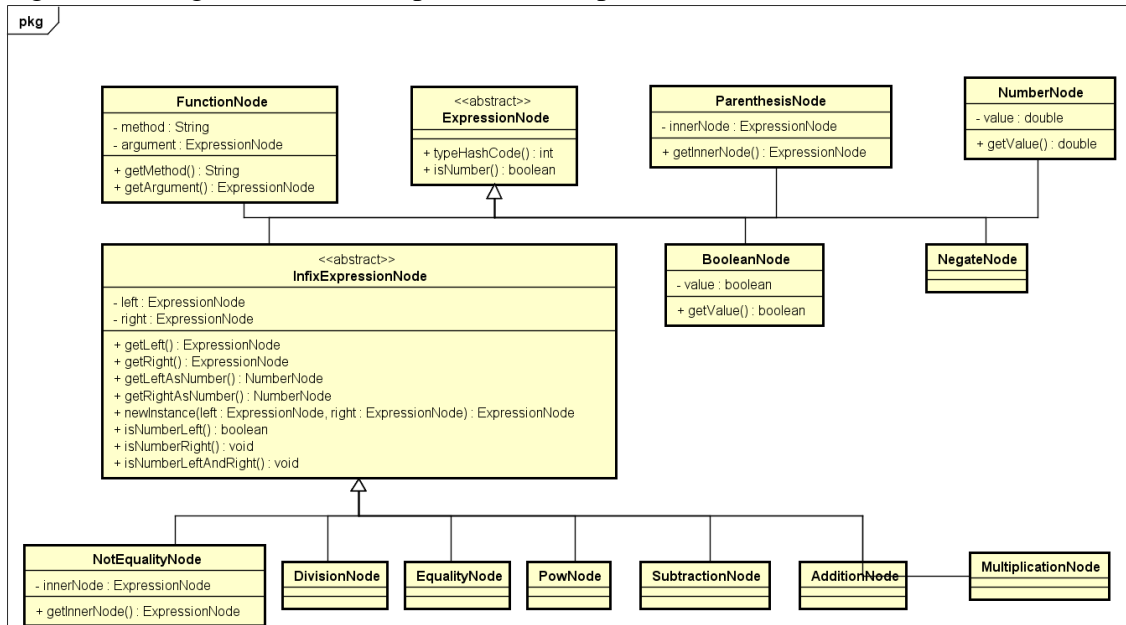 pkg
FunctionNode
- method : String
- argument : ExpressionNode
+ getMethod() : String
+ getArgument() : ExpressionNode
<<abstract>>
ExpressionNode
+ typeHashCode() : int
+ isNumber() : boolean
ParenthesisNode
- innerNode : ExpressionNode
+ getInnerNode() : ExpressionNode
NumberNode
- value : double
+ getValue() : double
<<abstract>>
InfixExpressionNode
- left : ExpressionNode
- right : ExpressionNode
+ getLeft() : ExpressionNode
+ getRight() : ExpressionNode
+ getLeftAsNumber() : NumberNode
+ getRightAsNumber() : NumberNode
+ newInstance(left : ExpressionNode, right : ExpressionNode) : ExpressionNode
+ isNumberLeft() : boolean
+ isNumberRight() : void
+ isNumberLeftAndRight() : void
BooleanNode
- value : boolean
+ getValue() : boolean
NegateNode
NotEqualityNode
- innerNode : ExpressionNode
+ getInnerNode() : ExpressionNode
DivisionNode
EqualityNode
PowNode
SubtractionNode
AdditionNode
MultiplicationNode